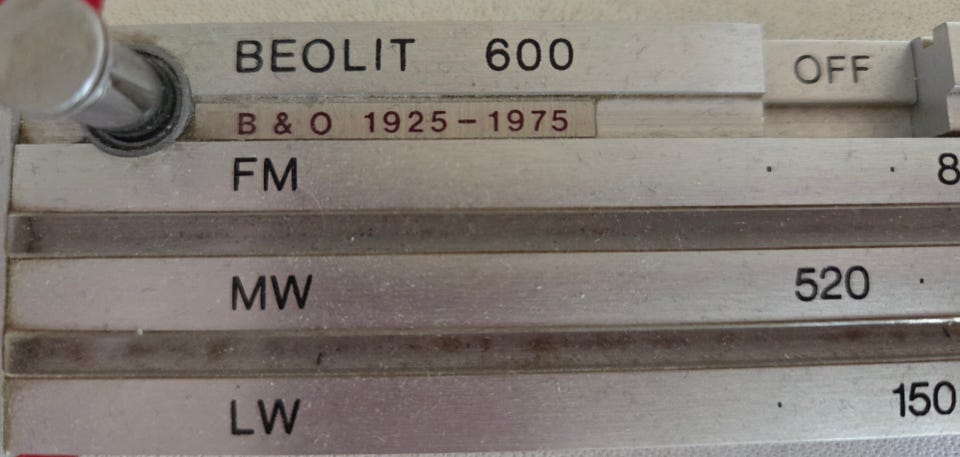 BEOLIT 600 OFF
B & O 1925-1975
FM 8
MW 520
LW 150